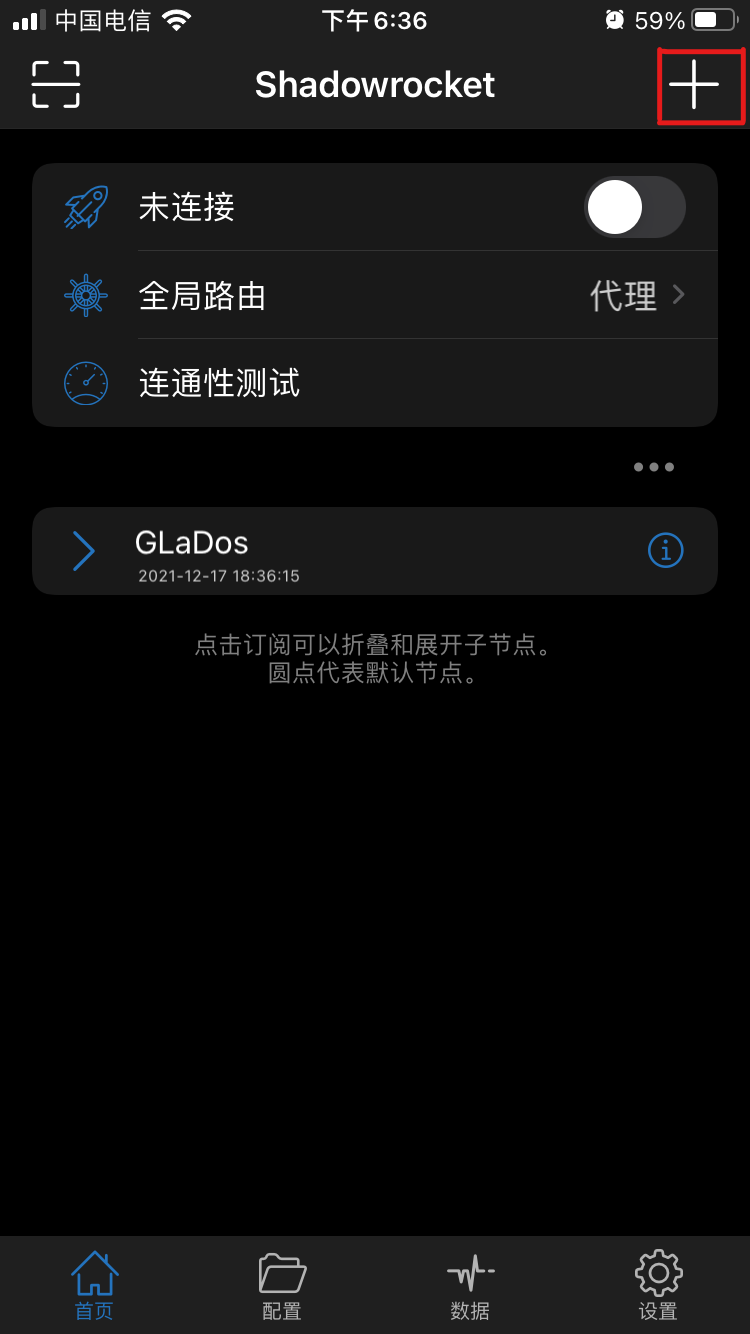 中国电信 下午6:36 59%
Shadowrocket
未连接
全局路由 代理
连通性测试
GLaDos
2021-12-17 18:36:15
点击订阅可以折叠和展开子节点。
圆点代表默认节点。
首页 配置 数据 设置